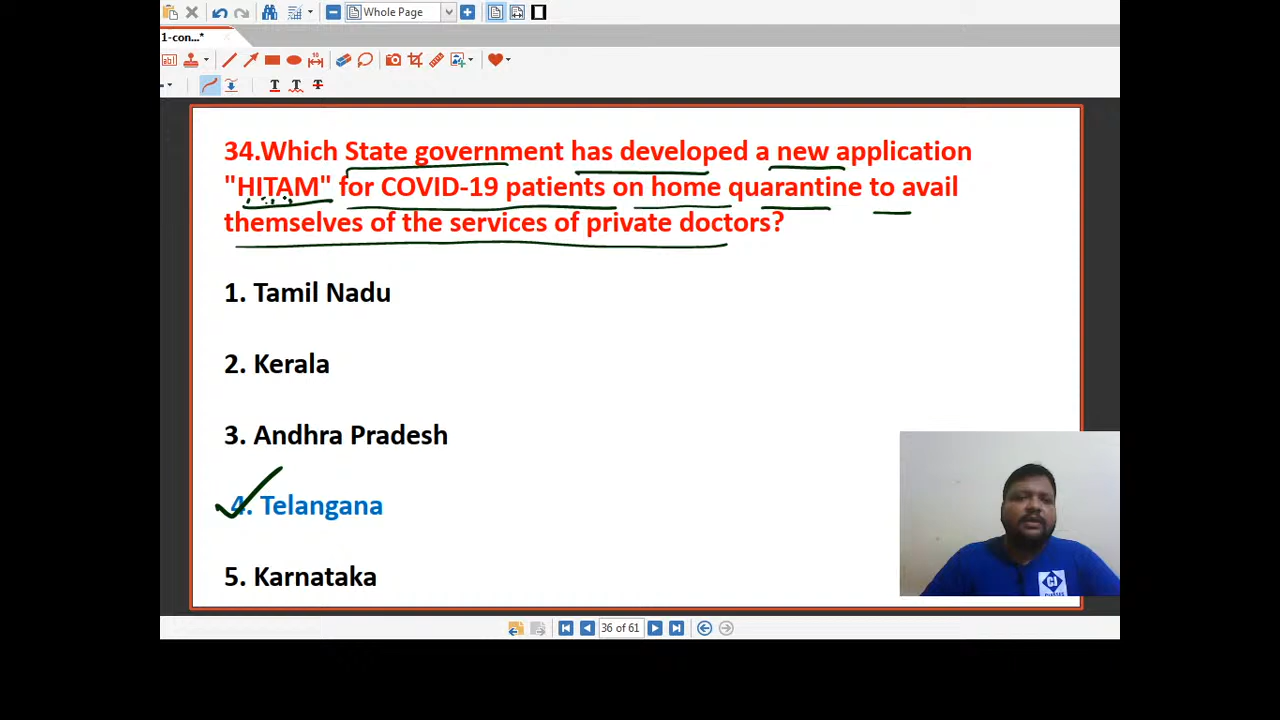 Whole Page
1-con...*
34.Which State government has developed a new application
"HITAM" for COVID-19 patients on home quarantine to avail
themselves of the services of private doctors?
1. Tamil Nadu
2. Kerala
3. Andhra Pradesh
4. Telangana
5. Karnataka
36 of 61